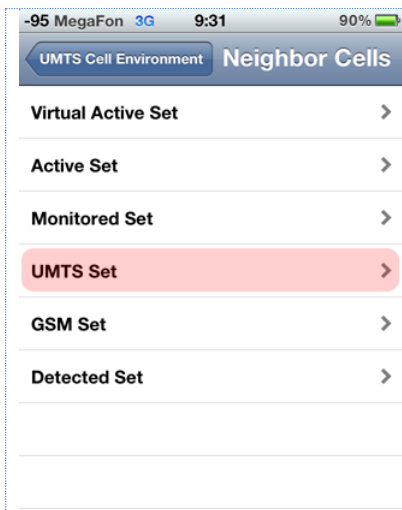 -95 MegaFon 3G 9:31 90%
UMTS Cell Environment Neighbor Cells
Virtual Active Set
Active Set
Monitored Set
UMTS Set
GSM Set
Detected Set